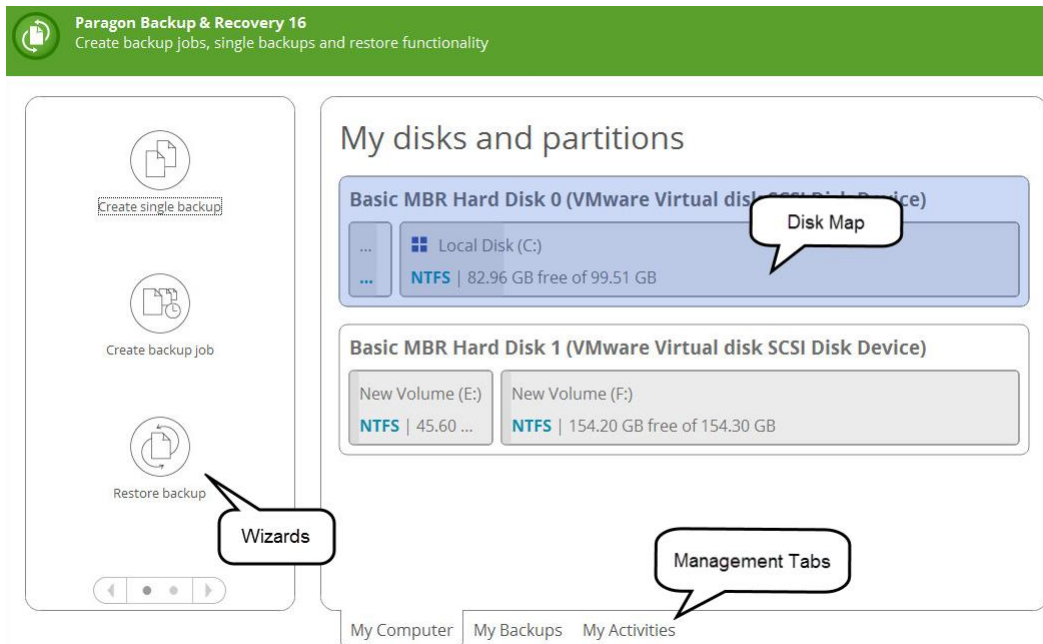 Paragon Backup & Recovery 16
Create backup jobs, single backups and restore functionality
Create single backup
Create backup job
Restore backup
Wizards
My disks and partitions
Basic MBR Hard Disk 0 (VMware Virtual disk SCSI Disk Device)
Disk Map
...
...
Local Disk (C:)
NTFS | 82.96 GB free of 99.51 GB
Basic MBR Hard Disk 1 (VMware Virtual disk SCSI Disk Device)
New Volume (E:)
NTFS | 45.60 ...
New Volume (F:)
NTFS | 154.20 GB free of 154.30 GB
Management Tabs
My Computer
My Backups
My Activities